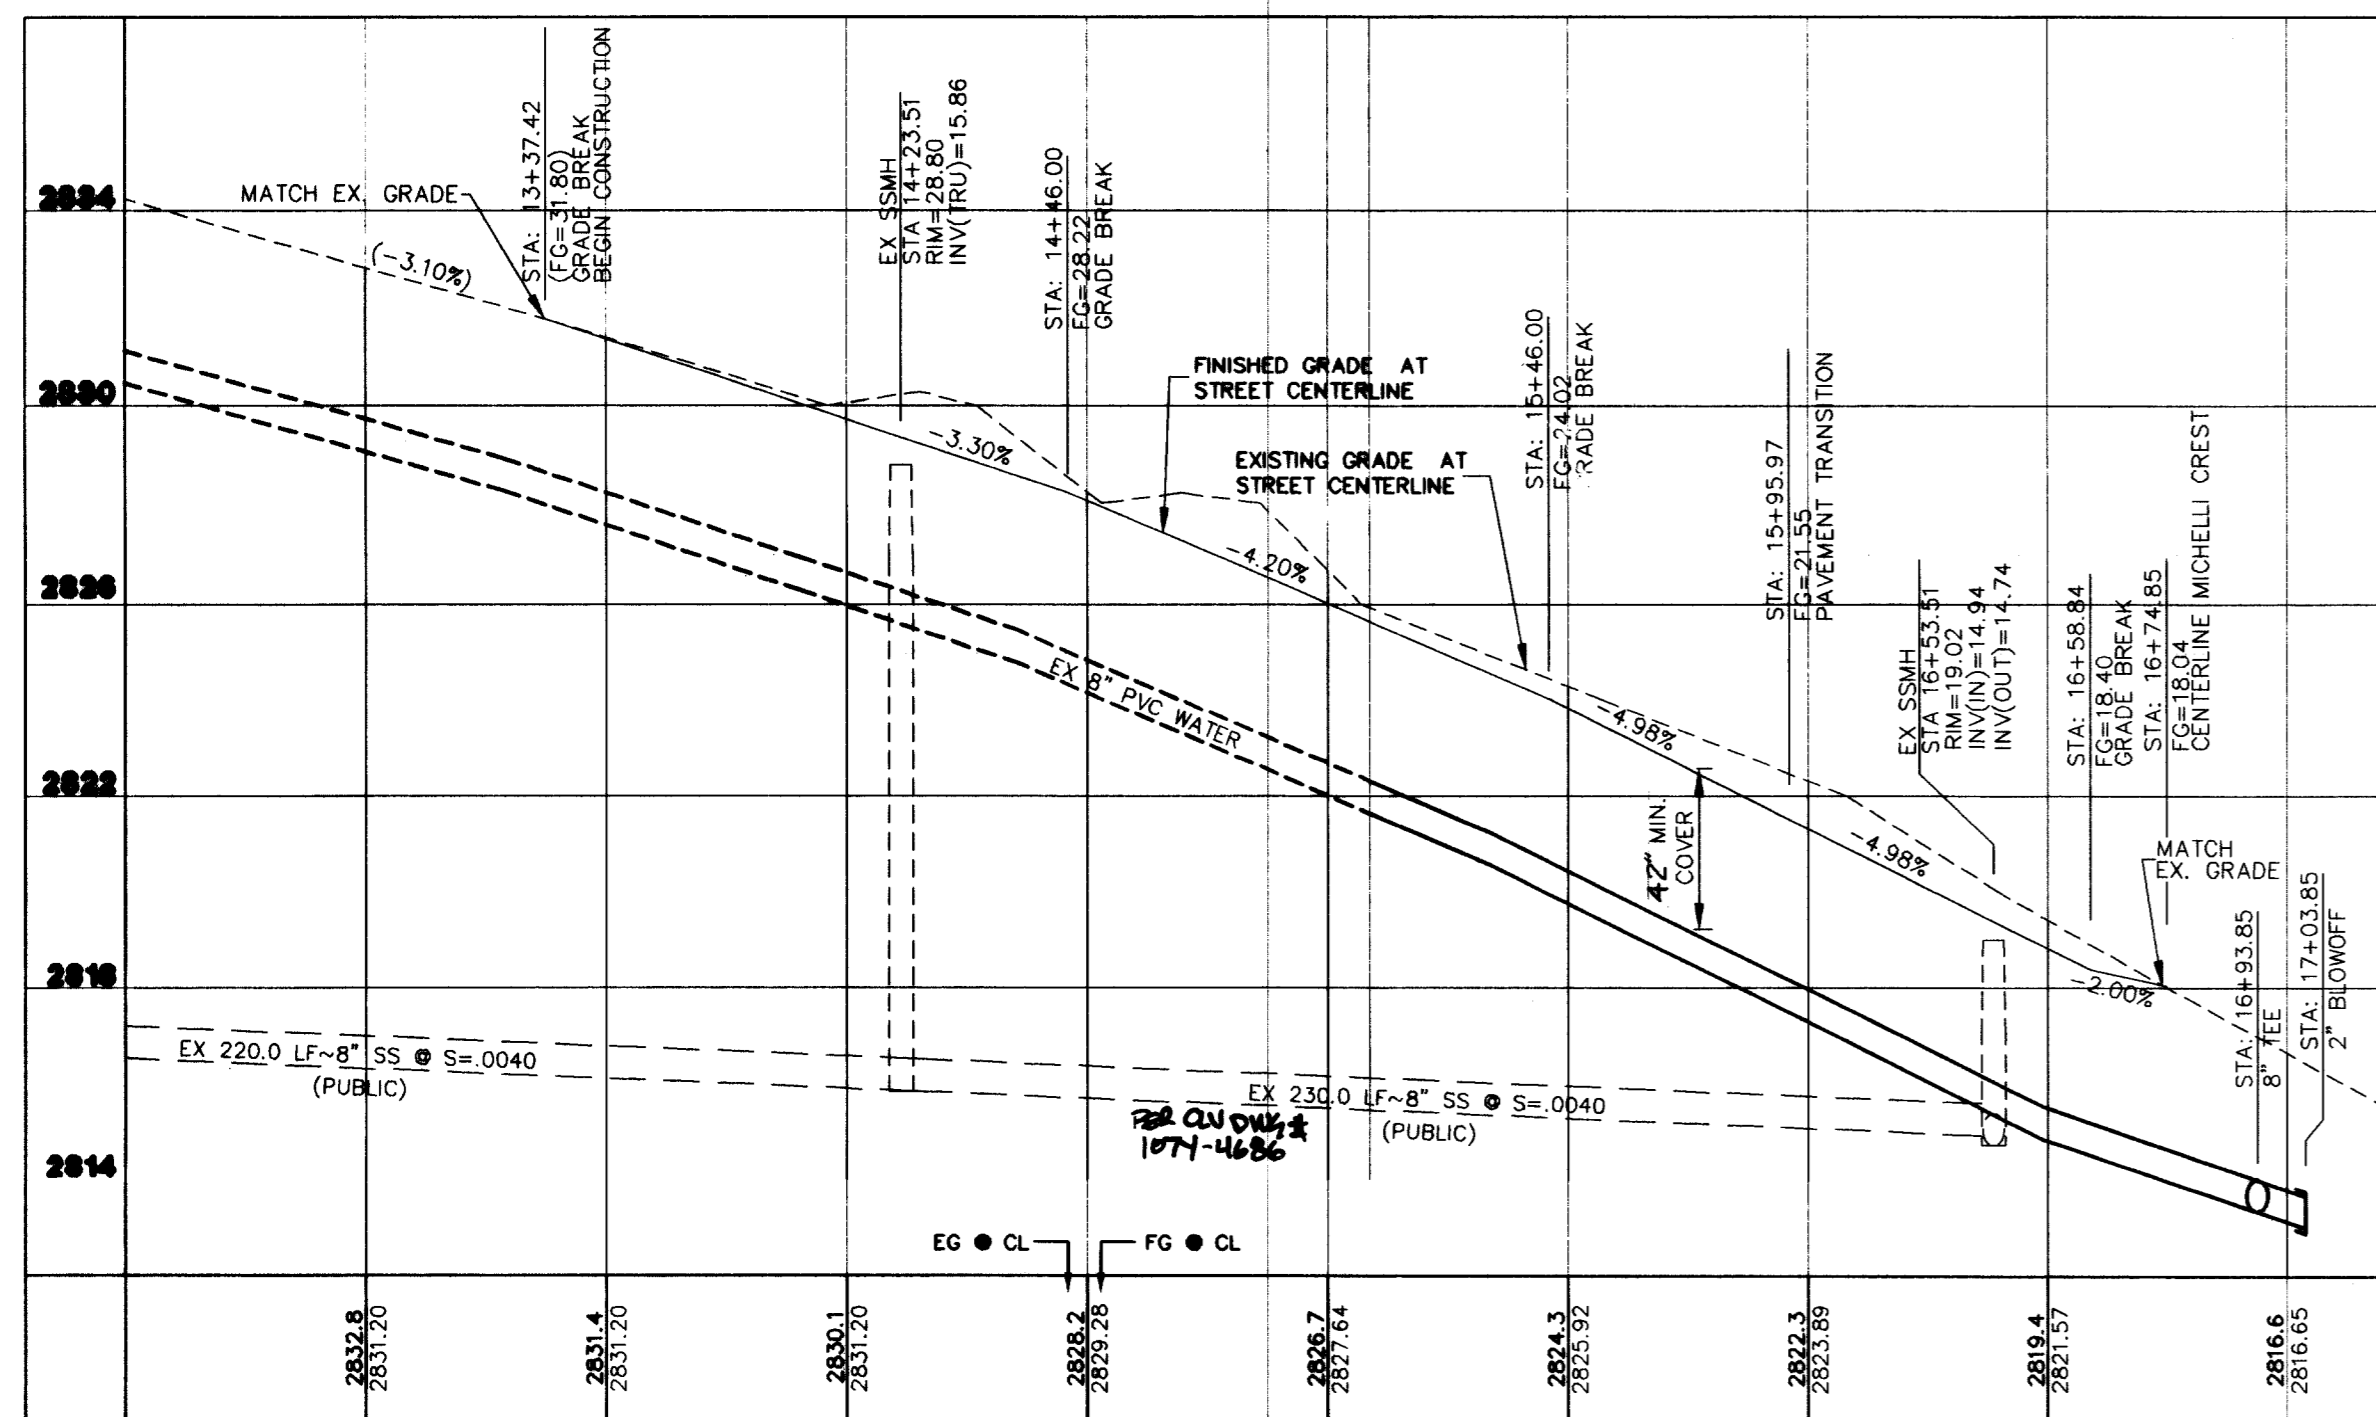 2834
2830
2826
2822
2818
2814
MATCH EX. GRADE
(-3.10%)
STA: 13+37.42
(FG=31.80)
GRADE BREAK
BEGIN CONSTRUCTION
EX SSMH
STA 14+23.51
RIM=28.80
INV(TRU)=15.86
STA: 14+46.00
FG=28.22
GRADE BREAK
-3.30%
FINISHED GRADE AT
STREET CENTERLINE
EXISTING GRADE AT
STREET CENTERLINE
-4.20%
STA: 15+46.00
FG=24.02
GRADE BREAK
STA: 15+95.97
FG=21.55
PAVEMENT TRANSITION
-4.98%
42" MIN.
COVER
-4.98%
EX SSMH
STA 16+53.51
RIM=19.02
INV(IN)=14.94
INV(OUT)=14.74
STA: 16+58.84
FG=18.40
GRADE BREAK
STA: 16+74.85
FG=18.04
CENTERLINE MICHELLI CREST
MATCH
EX. GRADE
-2.00%
STA: 16+93.85
8" TEE
STA: 17+03.85
2" BLOWOFF
EX 8" PVC WATER
EX 220.0 LF~8" SS @ S=.0040
(PUBLIC)
EX 230.0 LF~8" SS @ S=.0040
(PUBLIC)
PER CLV DWG #
107Y-4686
EG @ CL
FG @ CL
2832.8
2831.20
2831.4
2831.20
2830.1
2831.20
2828.2
2829.28
2826.7
2827.64
2824.3
2825.92
2822.3
2823.89
2819.4
2821.57
2816.6
2816.65